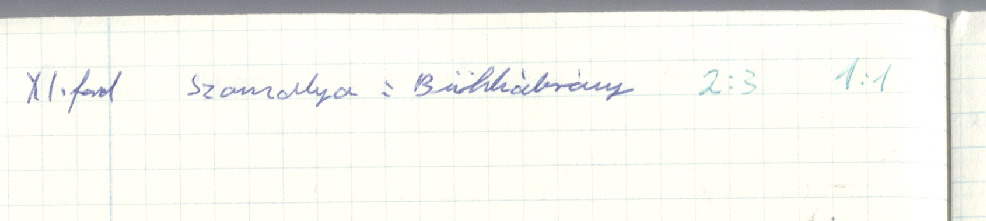 XI. ford Szomolya : Bükkábrány 2:3 1:1